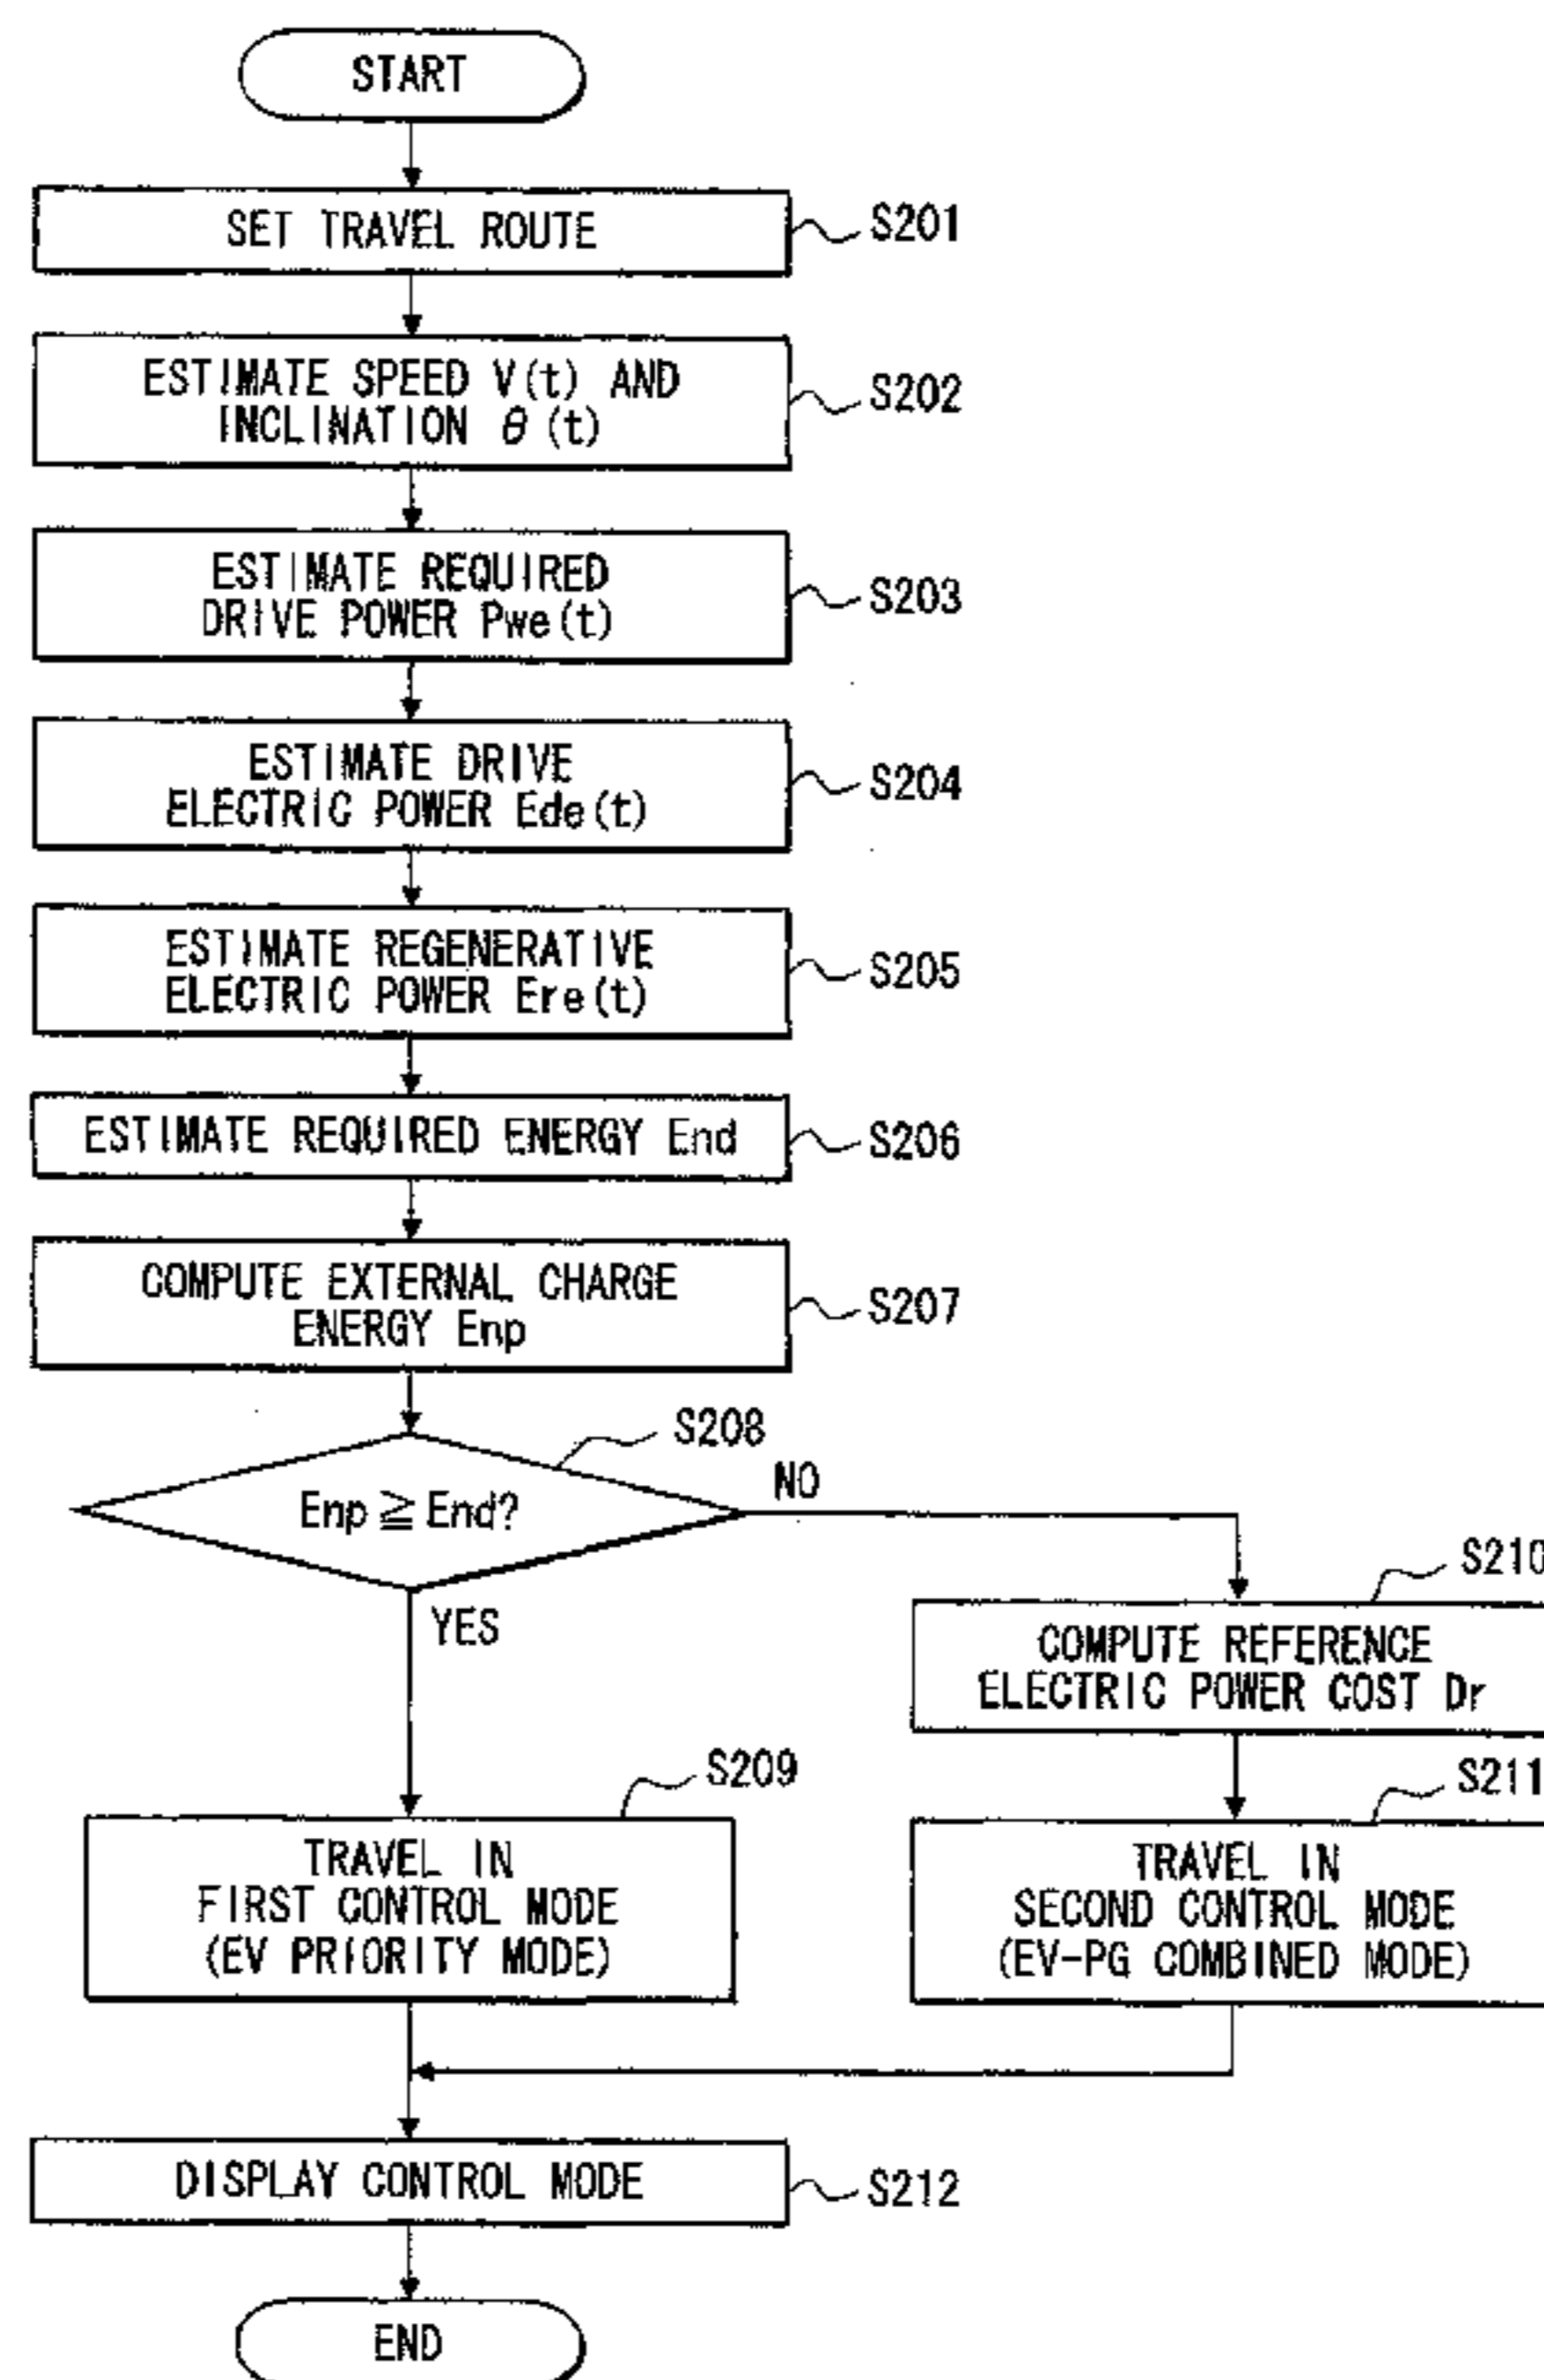 START
SET TRAVEL ROUTE
S201
ESTIMATE SPEED V(t) AND
INCLINATION θ (t)
S202
ESTIMATE REQUIRED
DRIVE POWER Pwe(t)
S203
ESTIMATE DRIVE
ELECTRIC POWER Ede(t)
S204
ESTIMATE REGENERATIVE
ELECTRIC POWER Ere(t)
S205
ESTIMATE REQUIRED ENERGY End
S206
COMPUTE EXTERNAL CHARGE
ENERGY Enp
S207
S208
Enp ≧ End?
NO
YES
S210
COMPUTE REFERENCE
ELECTRIC POWER COST Dr
S209
TRAVEL IN
FIRST CONTROL MODE
(EV PRIORITY MODE)
S211
TRAVEL IN
SECOND CONTROL MODE
(EV-PG COMBINED MODE)
DISPLAY CONTROL MODE
S212
END